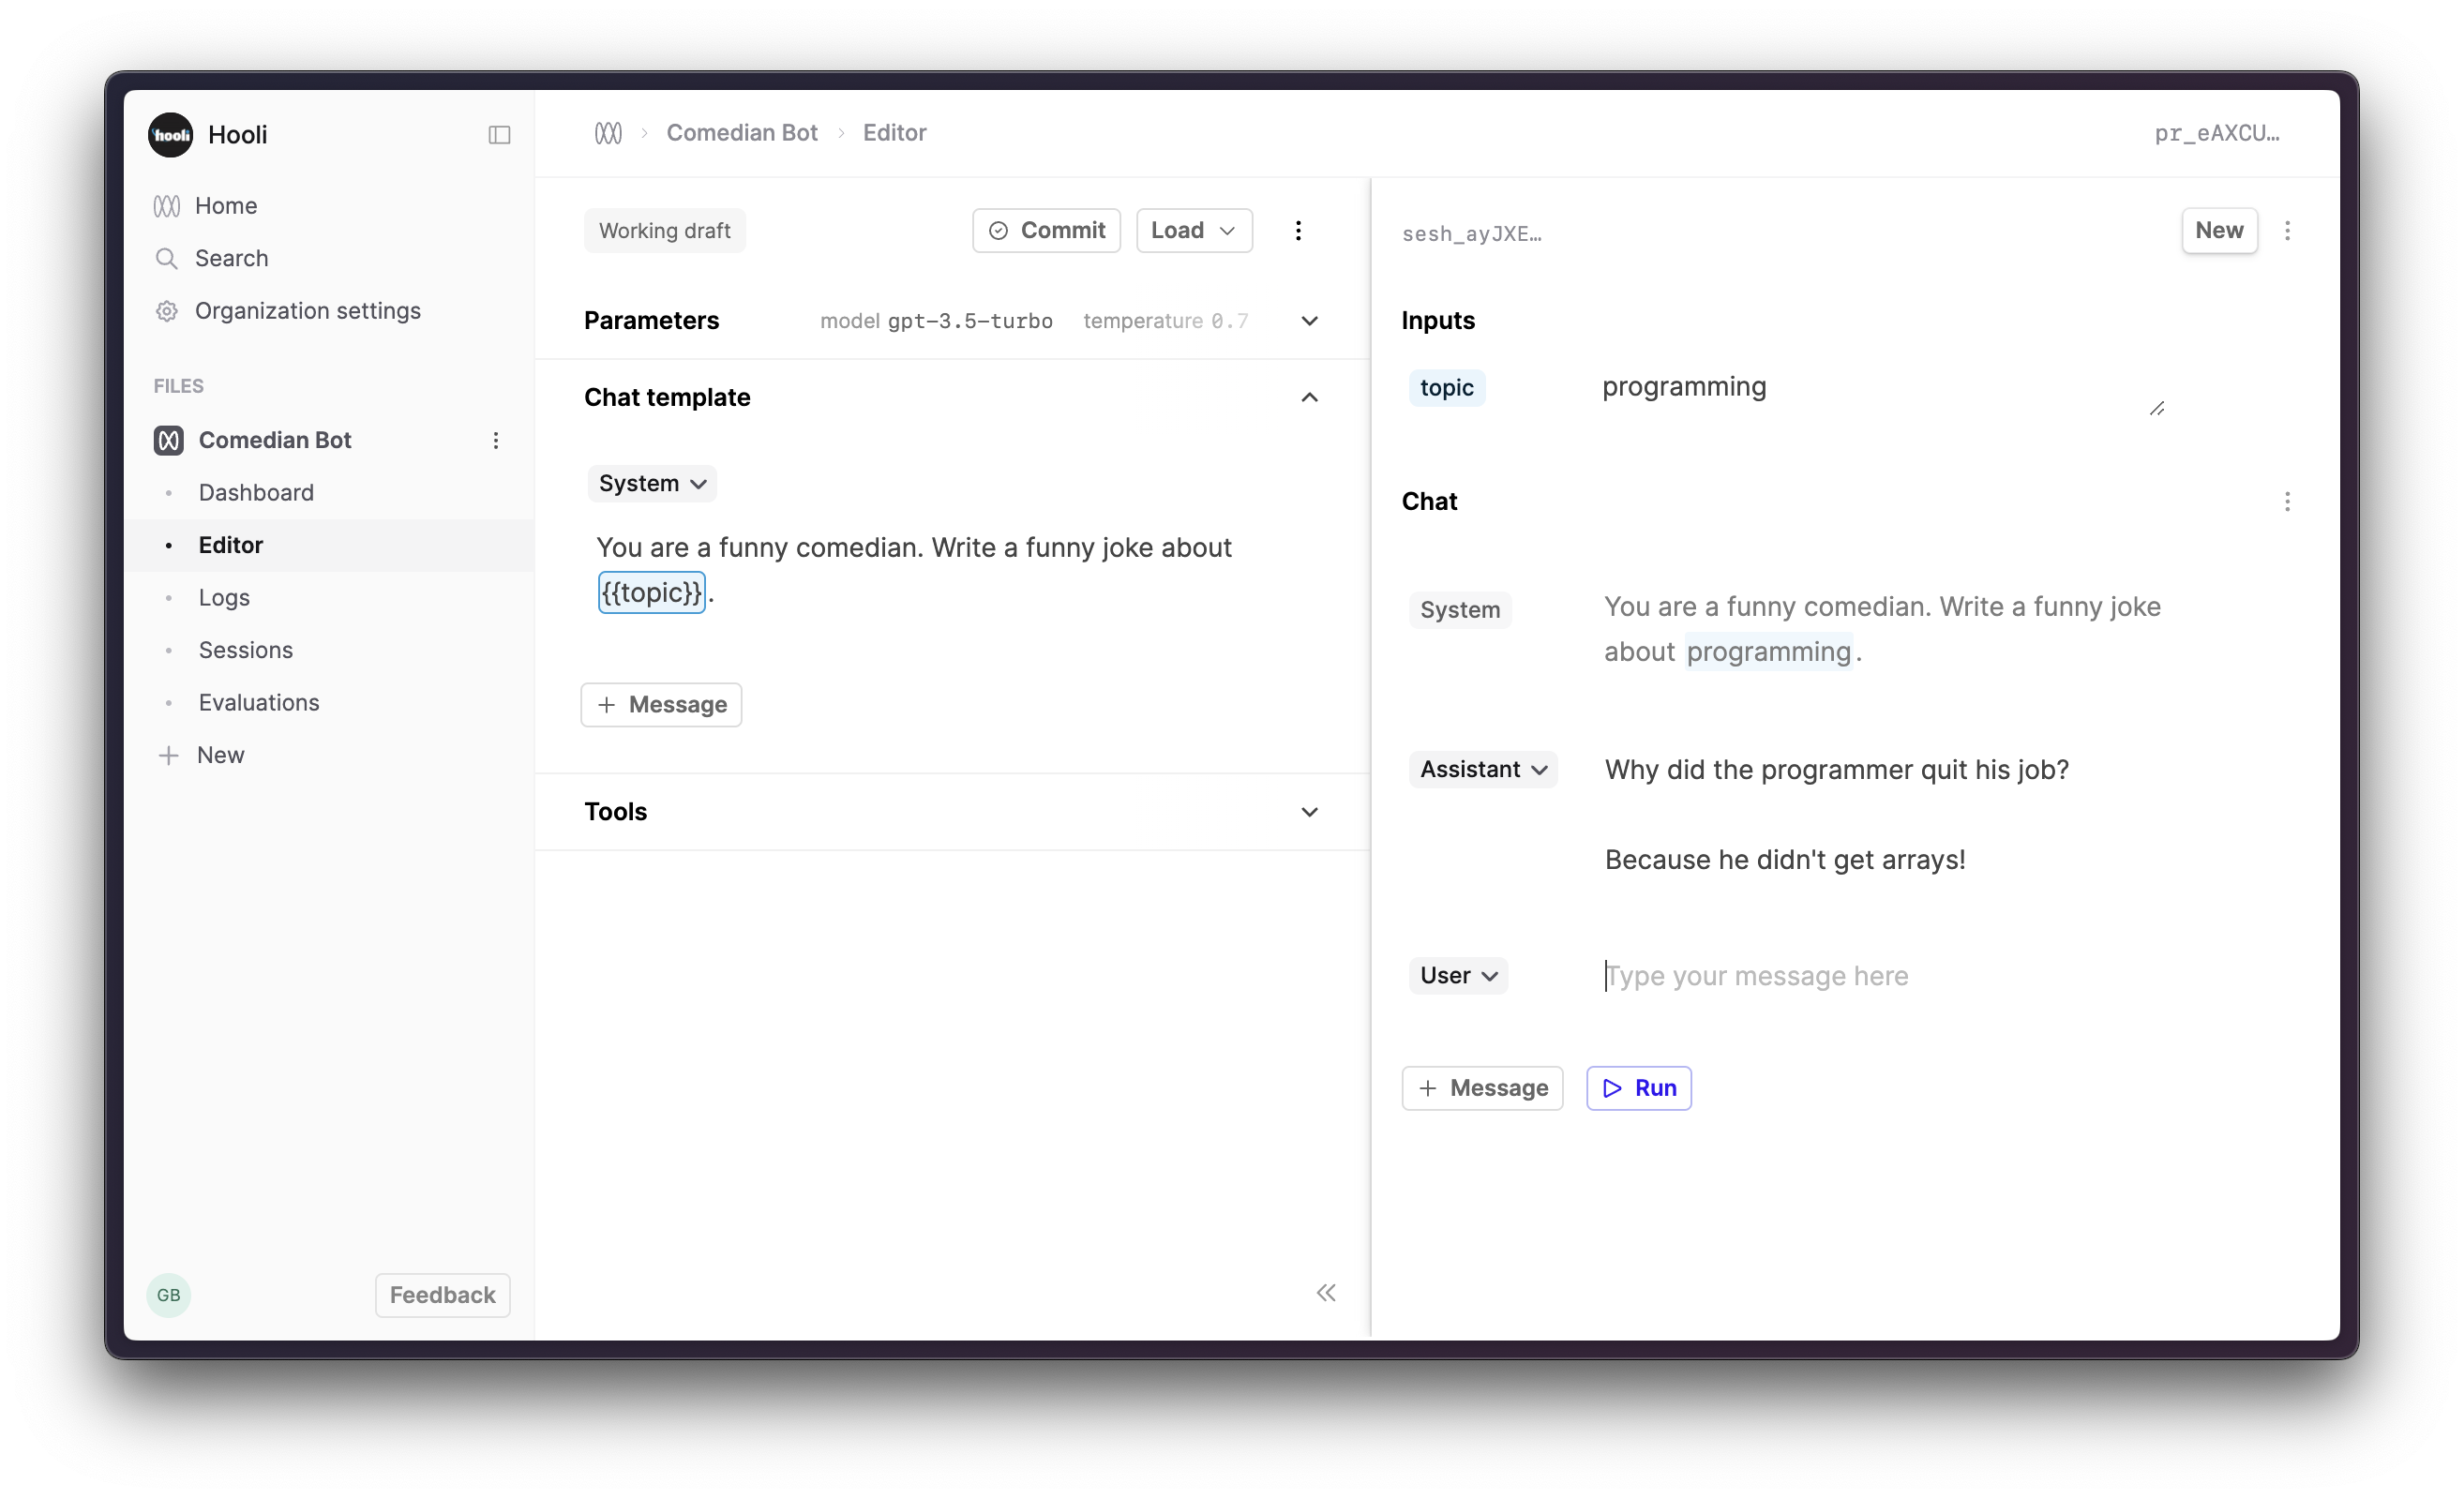 hooli Hooli
Home
Search
Organization settings
FILES
Comedian Bot
Dashboard
Editor
Logs
Sessions
Evaluations
New
GB
Feedback
Comedian Bot > Editor
pr_eAXCU…
Working draft
Commit
Load
Parameters model gpt-3.5-turbo temperature 0.7
Chat template
System
You are a funny comedian. Write a funny joke about
{{topic}}.
+ Message
Tools
sesh_ayJXE…
New
Inputs
topic programming
Chat
System You are a funny comedian. Write a funny joke
about programming.
Assistant Why did the programmer quit his job?
Because he didn't get arrays!
User Type your message here
+ Message
Run